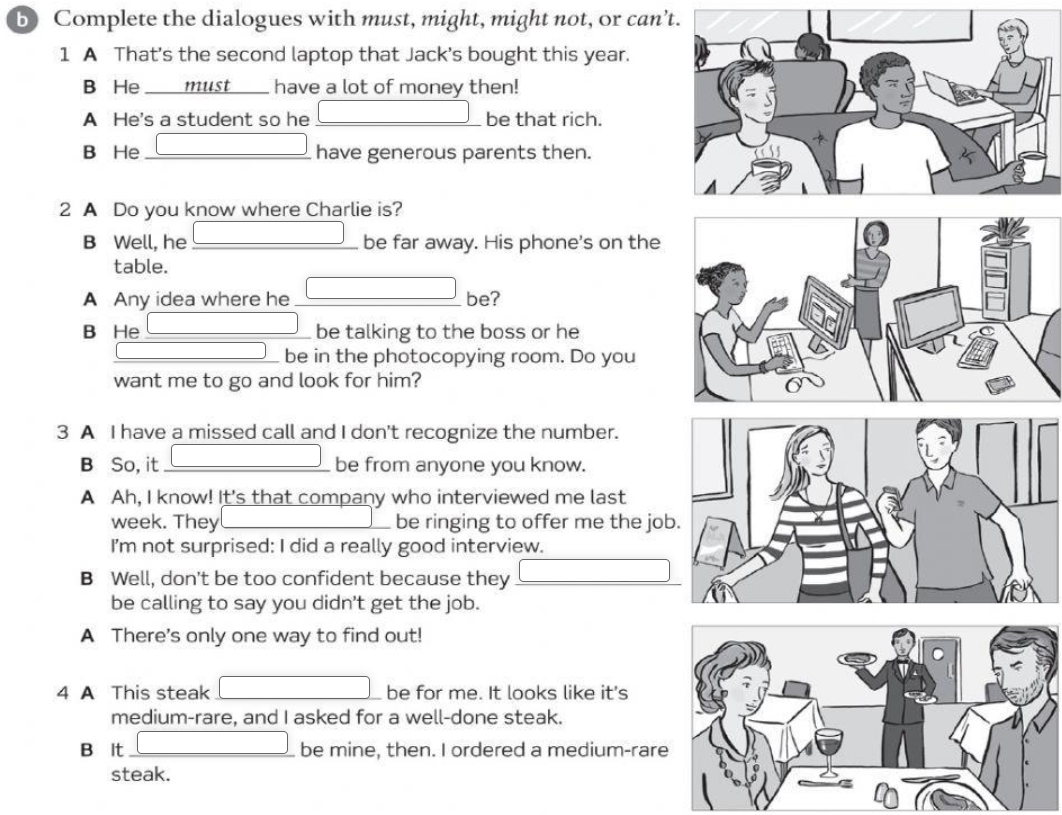 b Complete the dialogues with must, might, might not, or can't.
1 A That's the second laptop that Jack's bought this year.
B He must have a lot of money then!
A He's a student so he be that rich.
B He have generous parents then.
2 A Do you know where Charlie is?
B Well, he be far away. His phone's on the
table.
A Any idea where he be?
B He be talking to the boss or he
be in the photocopying room. Do you
want me to go and look for him?
3 A I have a missed call and I don't recognize the number.
B So, it be from anyone you know.
A Ah, I know! It's that company who interviewed me last
week. They be ringing to offer me the job.
I'm not surprised: I did a really good interview.
B Well, don't be too confident because they
be calling to say you didn't get the job.
A There's only one way to find out!
4 A This steak be for me. It looks like it's
medium-rare, and I asked for a well-done steak.
B It be mine, then. I ordered a medium-rare
steak.